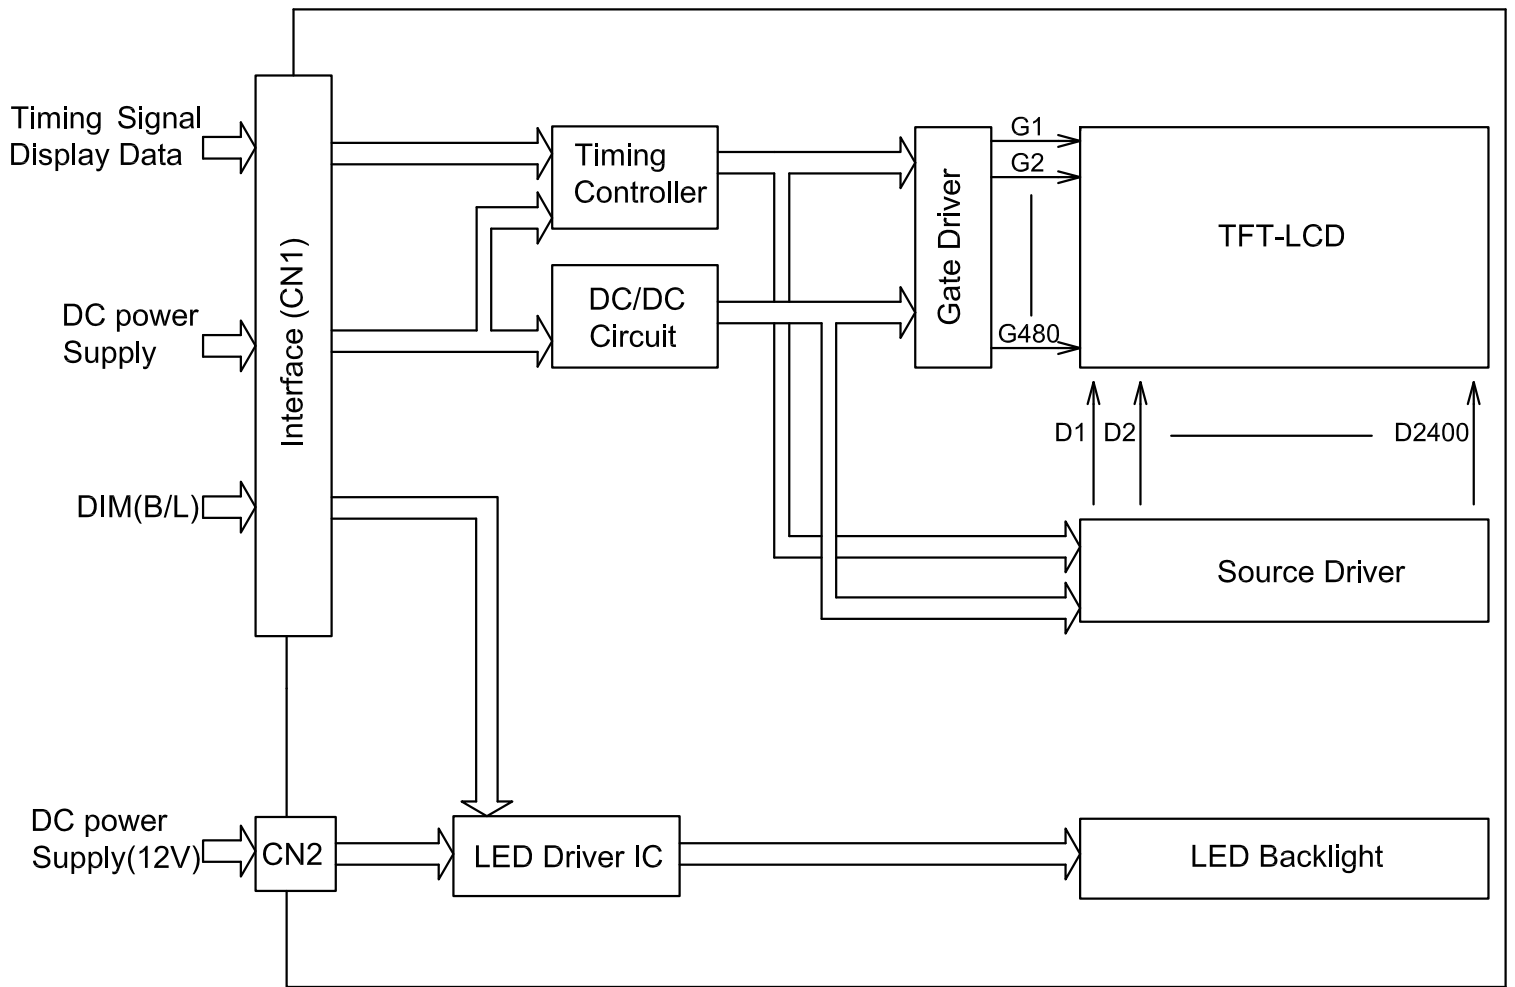 Timing Signal
Display Data
DC power
Supply
DIM(B/L)
DC power
Supply(12V)
Interface (CN1)
CN2
Timing
Controller
DC/DC
Circuit
LED Driver IC
Gate Driver
G1
G2
G480
TFT-LCD
D1
D2
D2400
Source Driver
LED Backlight